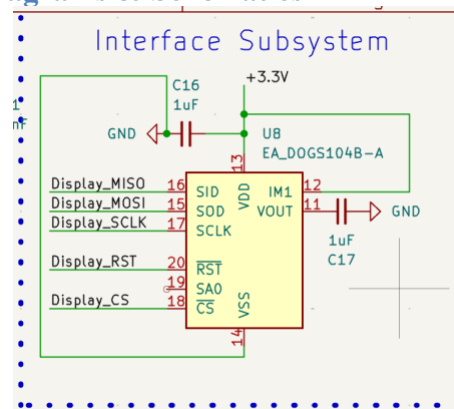 Interface Subsystem
C16
1uF
+3.3V
GND
U8
EA_DOGS104B-A
13
Display_MISO
16
SID
VDD
IM1
12
Display_MOSI
15
SOD
VOUT
11
GND
Display_SCLK
17
SCLK
1uF
C17
Display_RST
20
RST
19
SA0
Display_CS
18
CS
VSS
14